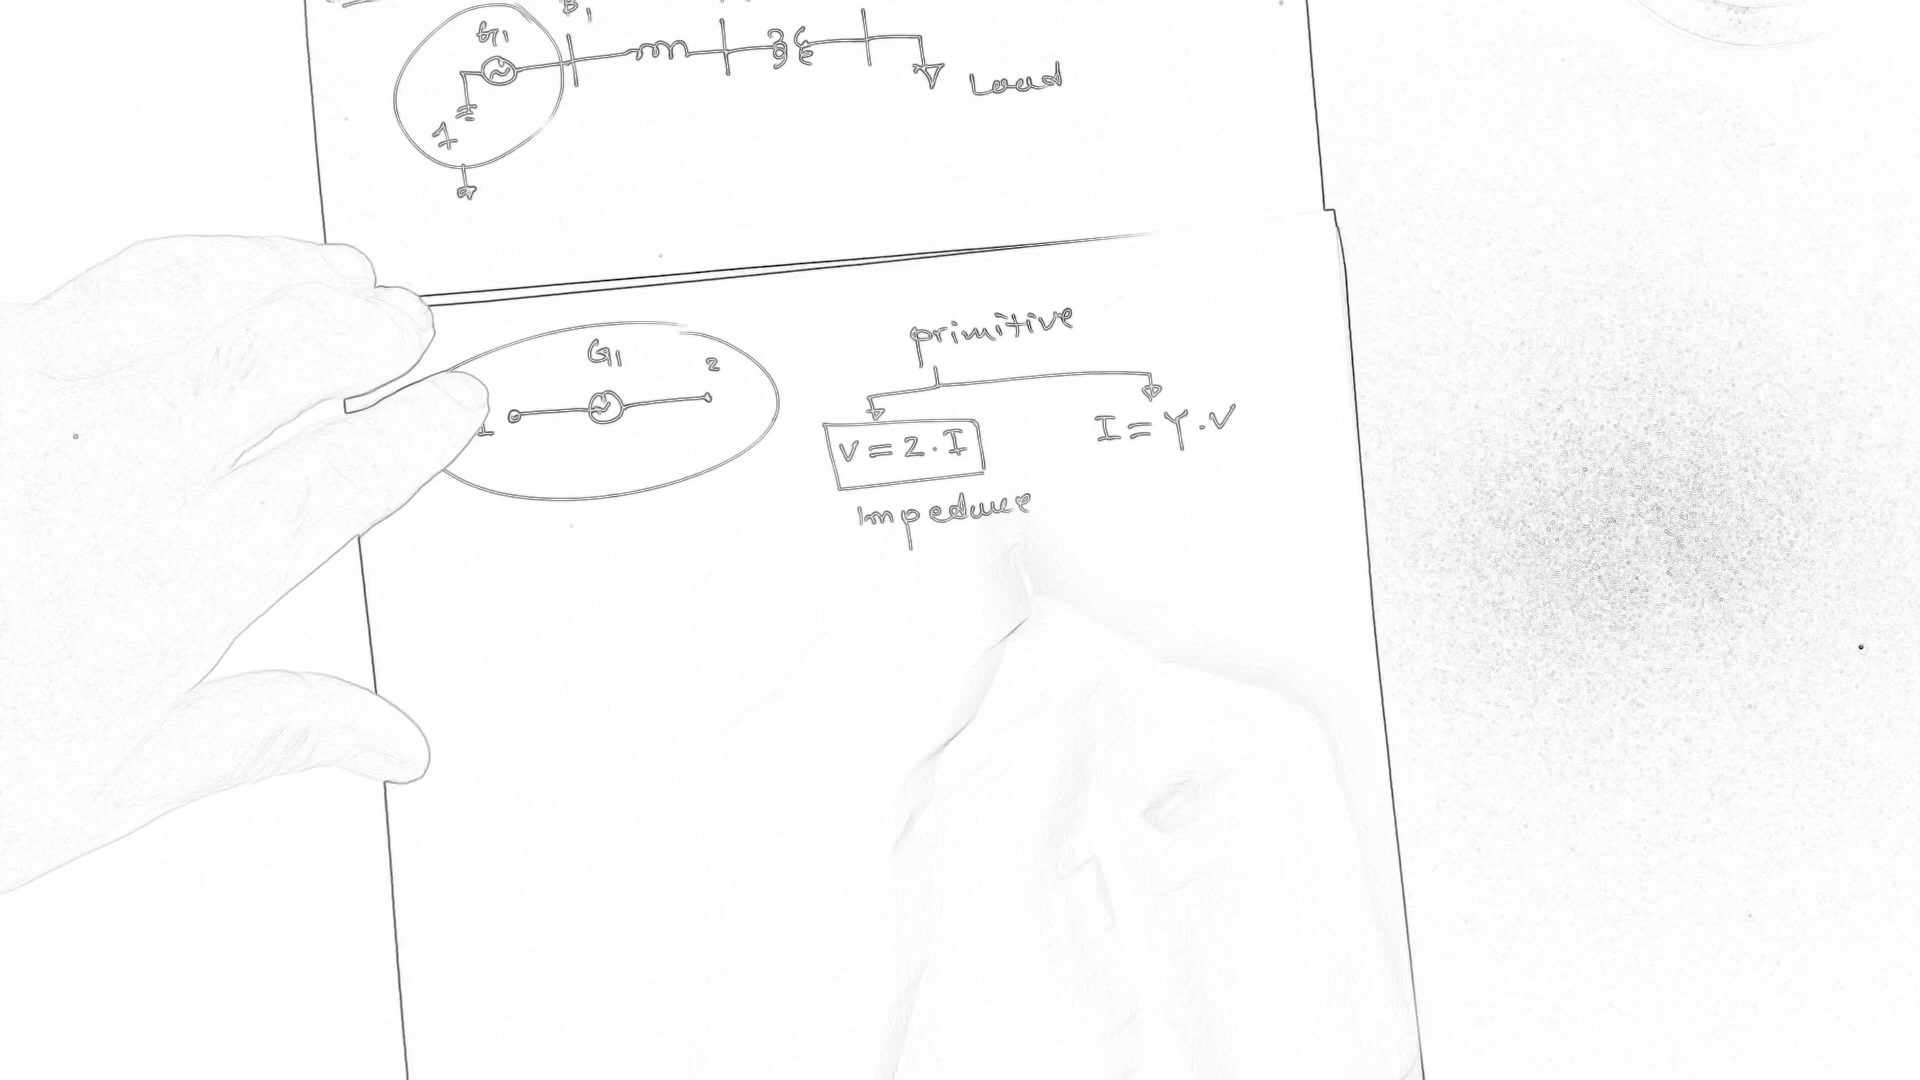 B1
G1
Load
1
primitive
G1
2
1
V = Z . I
I = Y . V
Impedance